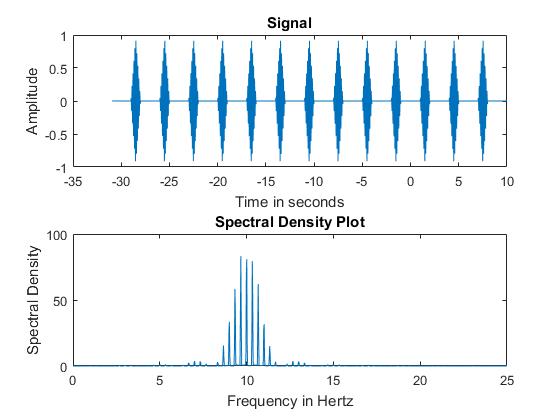 Signal
1
0.5
0
-0.5
-1
Amplitude
-35 -30 -25 -20 -15 -10 -5 0 5 10
Time in seconds
Spectral Density Plot
100
50
0
Spectral Density
0 5 10 15 20 25
Frequency in Hertz